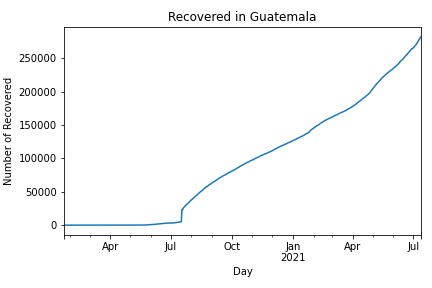 Recovered in Guatemala
Number of Recovered
250000
200000
150000
100000
50000
0
Apr
Jul
Oct
Jan
2021
Apr
Jul
Day